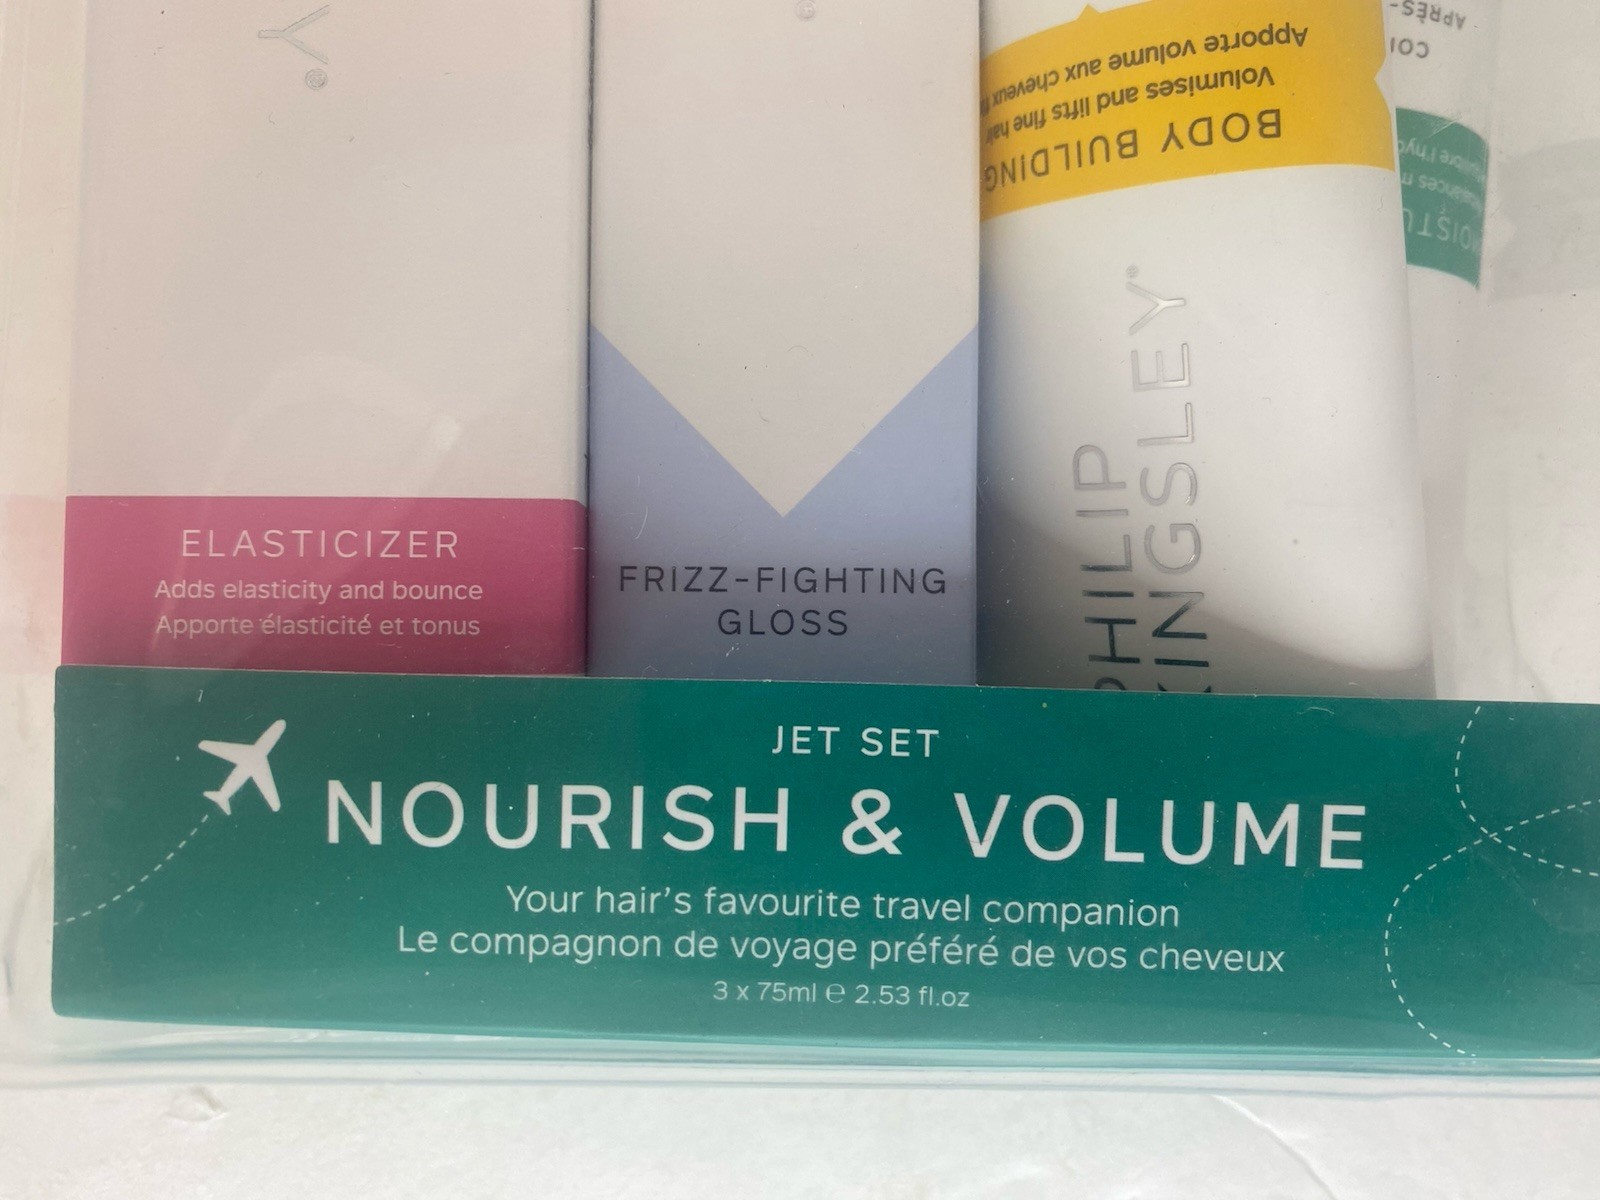 Y®
ELASTICIZER
Adds elasticity and bounce
Apporte élasticité et tonus
FRIZZ-FIGHTING
GLOSS
BODY BUILDING
Volumises and lifts fine hair
Apporte volume aux cheveux
PHILIP
KINGSLEY®
APRÈS-
JET SET
NOURISH & VOLUME
Your hair's favourite travel companion
Le compagnon de voyage préféré de vos cheveux
3 x 75ml ℮ 2.53 fl.oz